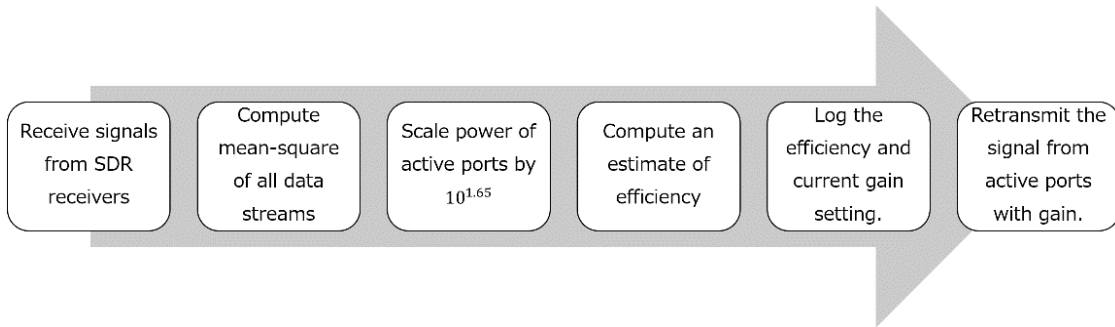 Receive signals
from SDR
receivers
Compute
mean-square
of all data
streams
Scale power of
active ports by
10^1.65
Compute an
estimate of
efficiency
Log the
efficiency and
current gain
setting.
Retransmit the
signal from
active ports
with gain.